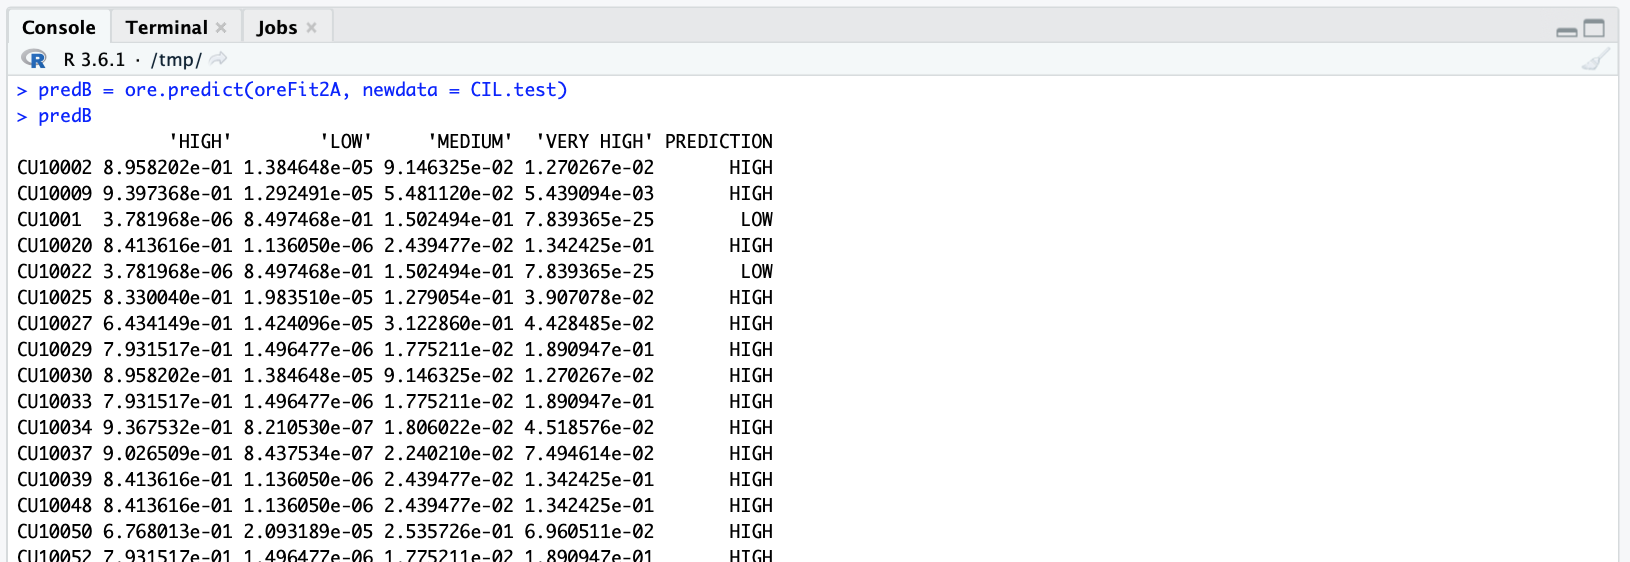 Console Terminal × Jobs ×
R R 3.6.1 · /tmp/
> predB = ore.predict(oreFit2A, newdata = CIL.test)
> predB
'HIGH' 'LOW' 'MEDIUM' 'VERY HIGH' PREDICTION
CU10002 8.958202e-01 1.384648e-05 9.146325e-02 1.270267e-02 HIGH
CU10009 9.397368e-01 1.292491e-05 5.481120e-02 5.439094e-03 HIGH
CU1001 3.781968e-06 8.497468e-01 1.502494e-01 7.839365e-25 LOW
CU10020 8.413616e-01 1.136050e-06 2.439477e-02 1.342425e-01 HIGH
CU10022 3.781968e-06 8.497468e-01 1.502494e-01 7.839365e-25 LOW
CU10025 8.330040e-01 1.983510e-05 1.279054e-01 3.907078e-02 HIGH
CU10027 6.434149e-01 1.424096e-05 3.122860e-01 4.428485e-02 HIGH
CU10029 7.931517e-01 1.496477e-06 1.775211e-02 1.890947e-01 HIGH
CU10030 8.958202e-01 1.384648e-05 9.146325e-02 1.270267e-02 HIGH
CU10033 7.931517e-01 1.496477e-06 1.775211e-02 1.890947e-01 HIGH
CU10034 9.367532e-01 8.210530e-07 1.806022e-02 4.518576e-02 HIGH
CU10037 9.026509e-01 8.437534e-07 2.240210e-02 7.494614e-02 HIGH
CU10039 8.413616e-01 1.136050e-06 2.439477e-02 1.342425e-01 HIGH
CU10048 8.413616e-01 1.136050e-06 2.439477e-02 1.342425e-01 HIGH
CU10050 6.768013e-01 2.093189e-05 2.535726e-01 6.960511e-02 HIGH
CU10052 7.931517e-01 1.496477e-06 1.775211e-02 1.890947e-01 HIGH